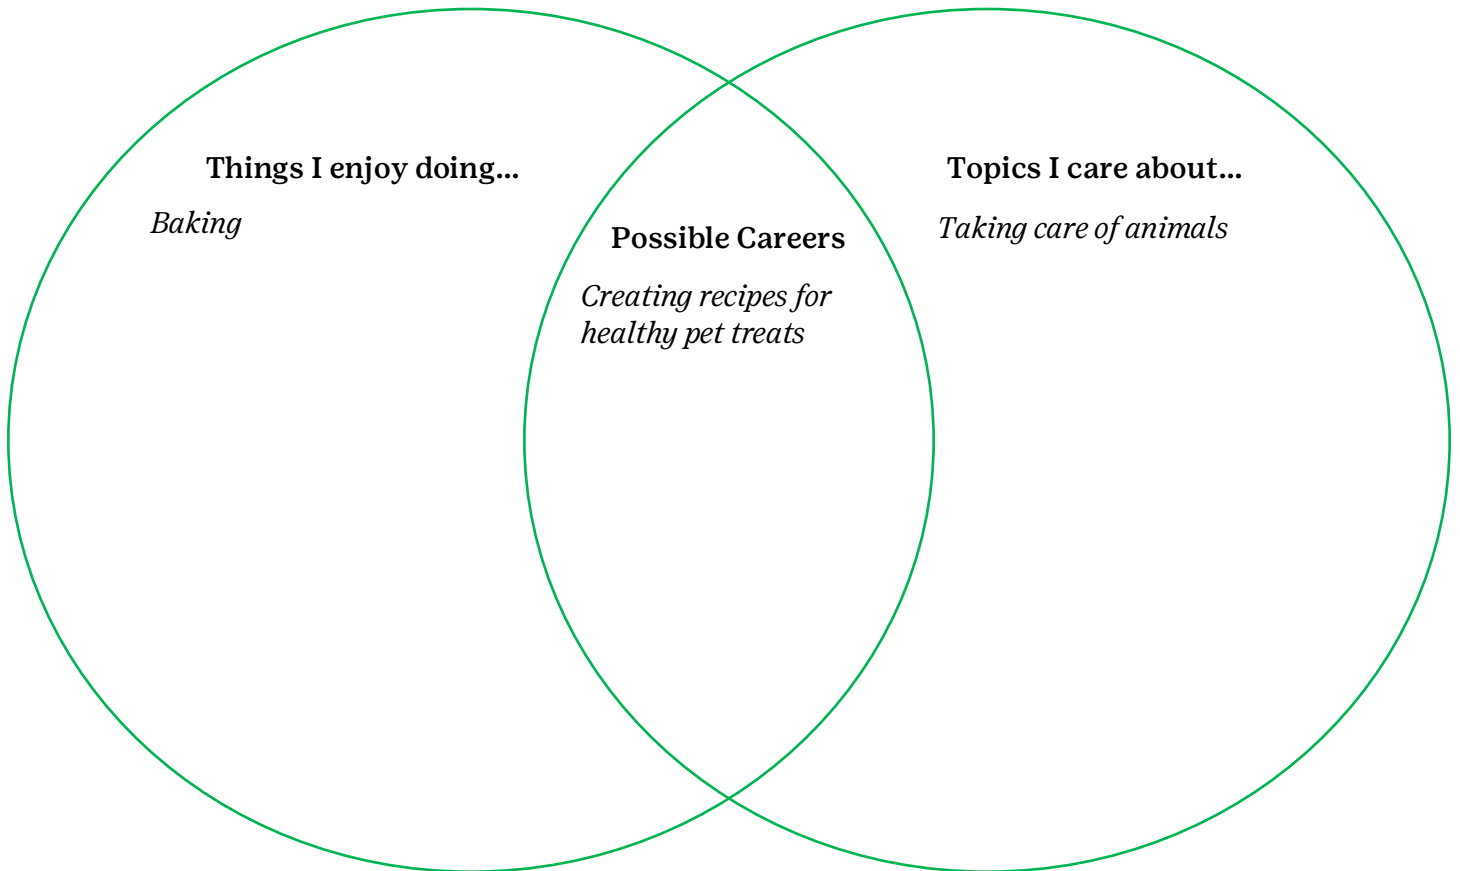 Things I enjoy doing...
Baking
Possible Careers
Creating recipes for
healthy pet treats
Topics I care about...
Taking care of animals